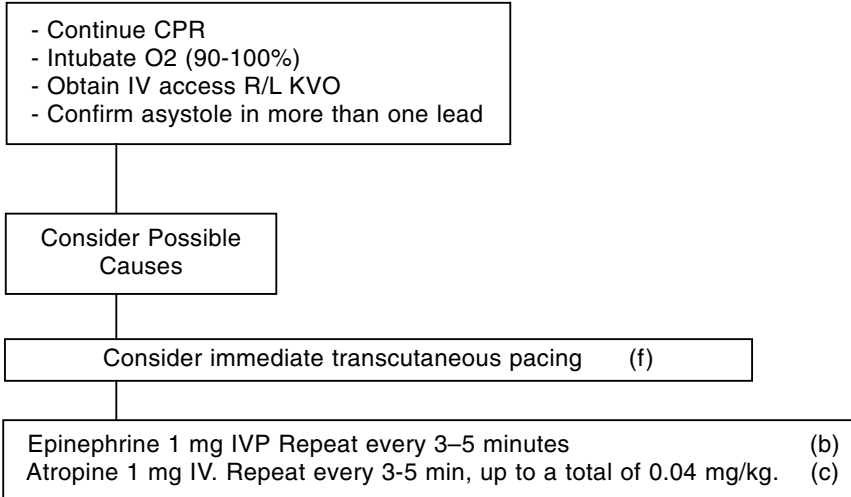 - Continue CPR
- Intubate O2 (90-100%)
- Obtain IV access R/L KVO
- Confirm asystole in more than one lead
Consider Possible
Causes
Consider immediate transcutaneous pacing (f)
Epinephrine 1 mg IVP Repeat every 3–5 minutes (b)
Atropine 1 mg IV. Repeat every 3-5 min, up to a total of 0.04 mg/kg. (c)